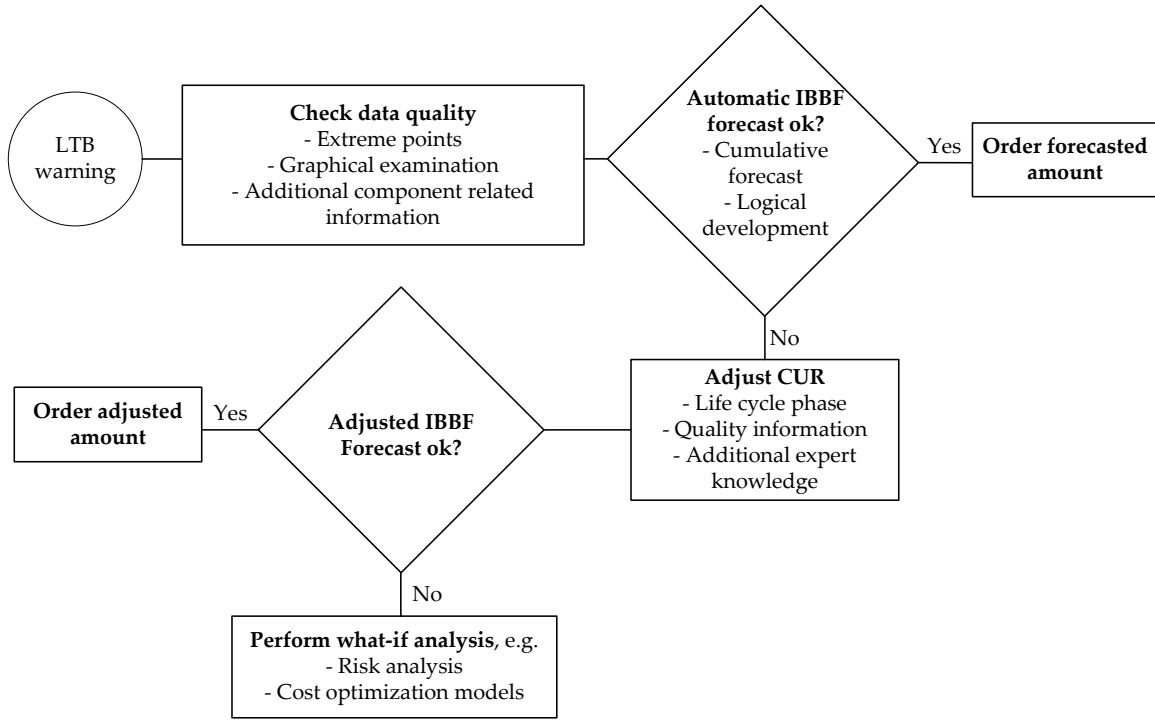 LTB
warning
Check data quality
- Extreme points
- Graphical examination
- Additional component related
information
Automatic IBBF
forecast ok?
- Cumulative
forecast
- Logical
development
Yes
Order forecasted
amount
No
Adjust CUR
- Life cycle phase
- Quality information
- Additional expert
knowledge
Adjusted IBBF
Forecast ok?
Yes
Order adjusted
amount
No
Perform what-if analysis, e.g.
- Risk analysis
- Cost optimization models